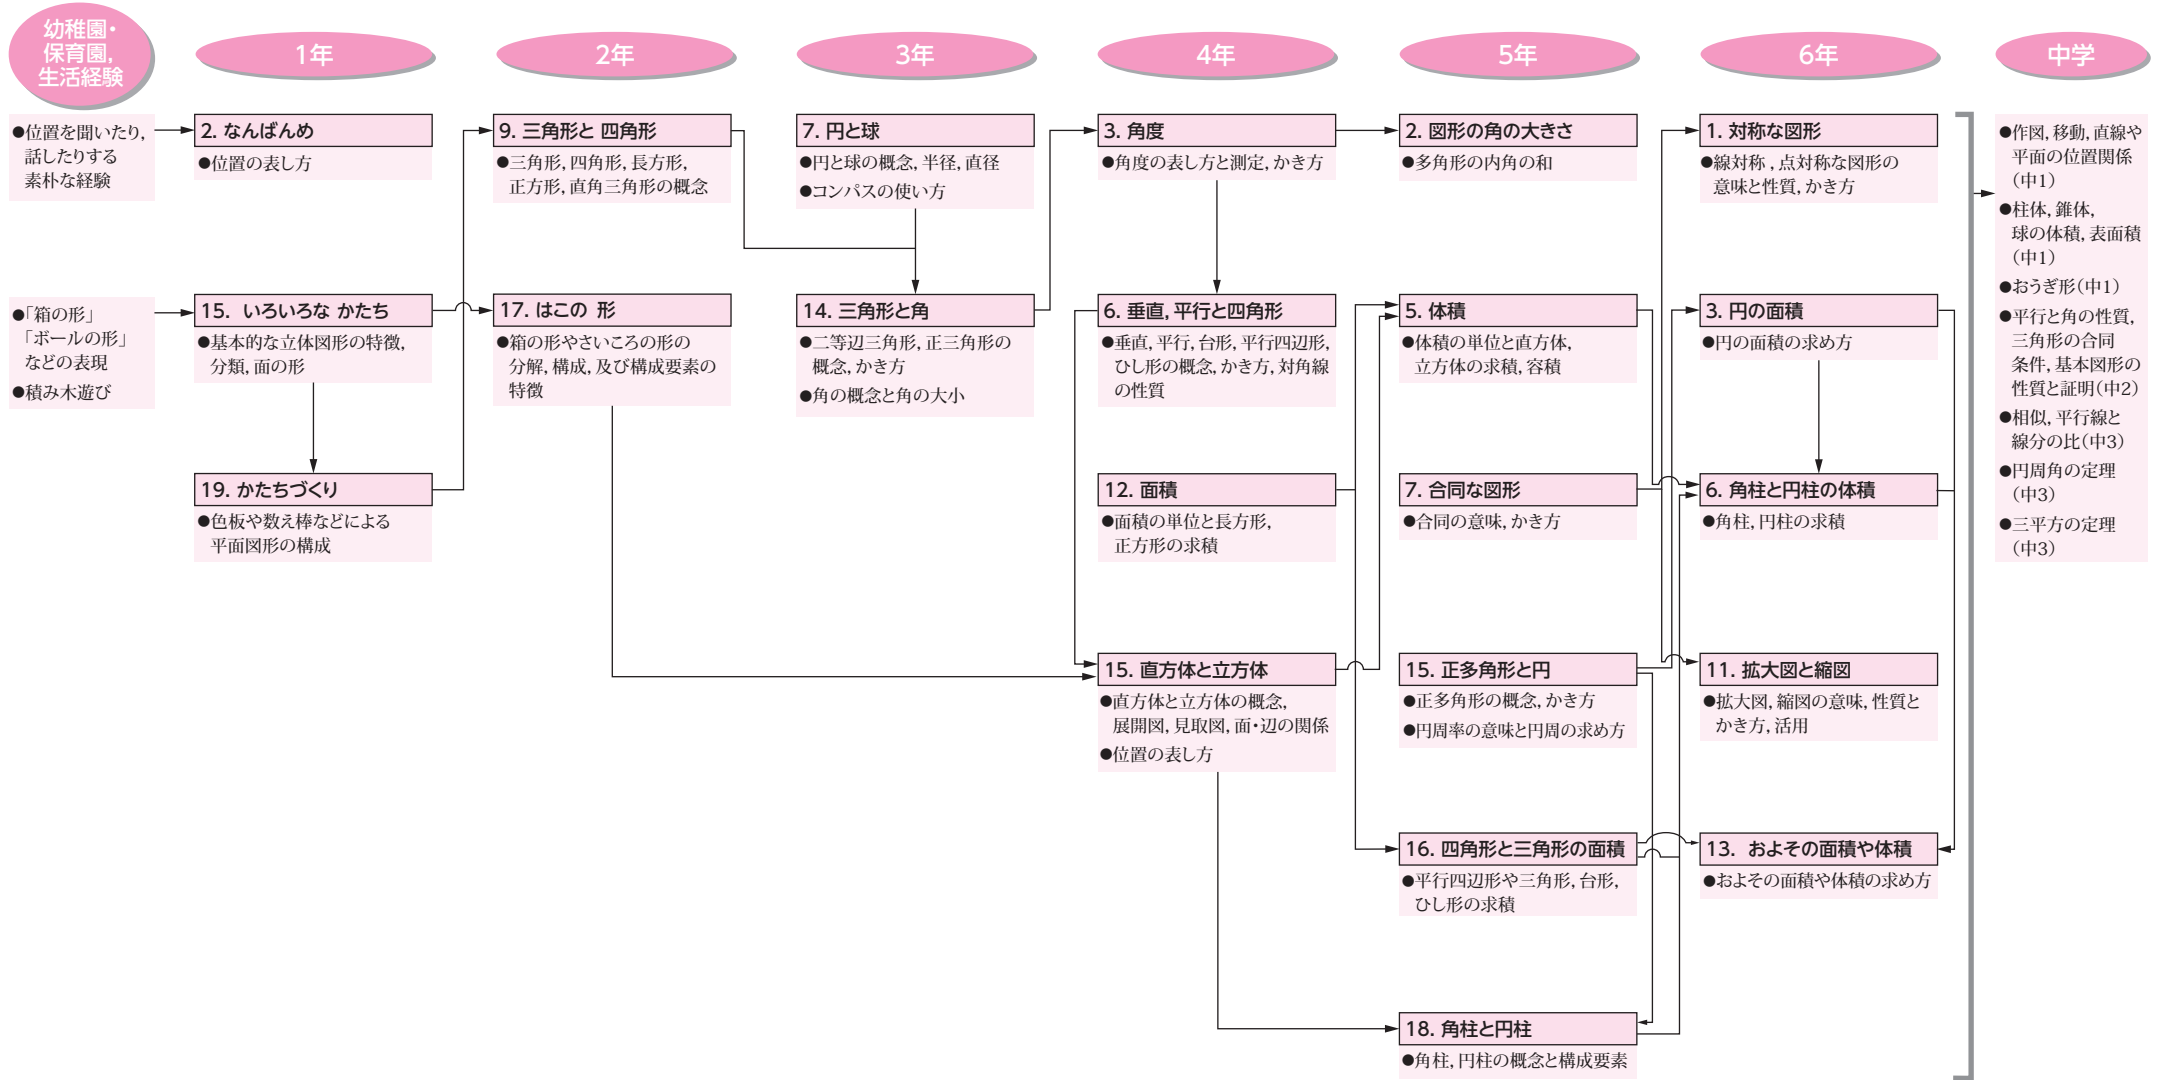 幼稚園・
保育園,
生活経験
1年
2年
3年
4年
5年
6年
中学
●位置を聞いたり,
話したりする
素朴な経験
●「箱の形」
「ボールの形」
などの表現
●積み木遊び
2. なんばんめ
●位置の表し方
15. いろいろな かたち
●基本的な立体図形の特徴,
分類, 面の形
19. かたちづくり
●色板や数え棒などによる
平面図形の構成
9. 三角形と 四角形
●三角形, 四角形, 長方形,
正方形, 直角三角形の概念
17. はこの 形
●箱の形やさいころの形の
分解, 構成, 及び構成要素の
特徴
7. 円と球
●円と球の概念, 半径, 直径
●コンパスの使い方
14. 三角形と角
●二等辺三角形, 正三角形の
概念, かき方
●角の概念と角の大小
3. 角度
●角度の表し方と測定, かき方
6. 垂直, 平行と四角形
●垂直, 平行, 台形, 平行四辺形,
ひし形の概念, かき方, 対角線
の性質
12. 面積
●面積の単位と長方形,
正方形の求積
15. 直方体と立方体
●直方体と立方体の概念,
展開図, 見取図, 面・辺の関係
●位置の表し方
2. 図形の角の大きさ
●多角形の内角の和
5. 体積
●体積の単位と直方体,
立方体の求積, 容積
7. 合同な図形
●合同の意味, かき方
15. 正多角形と円
●正多角形の概念, かき方
●円周率の意味と円周の求め方
16. 四角形と三角形の面積
●平行四辺形や三角形, 台形,
ひし形の求積
18. 角柱と円柱
●角柱, 円柱の概念と構成要素
1. 対称な図形
●線対称, 点対称な図形の
意味と性質, かき方
3. 円の面積
●円の面積の求め方
6. 角柱と円柱の体積
●角柱, 円柱の求積
11. 拡大図と縮図
●拡大図, 縮図の意味, 性質と
かき方, 活用
13. およその面積や体積
●およその面積や体積の求め方
●作図, 移動, 直線や
平面の位置関係
(中1)
●柱体, 錐体,
球の体積, 表面積
(中1)
●おうぎ形(中1)
●平行と角の性質,
三角形の合同
条件, 基本図形の
性質と証明(中2)
●相似, 平行線と
線分の比(中3)
●円周角の定理
(中3)
●三平方の定理
(中3)